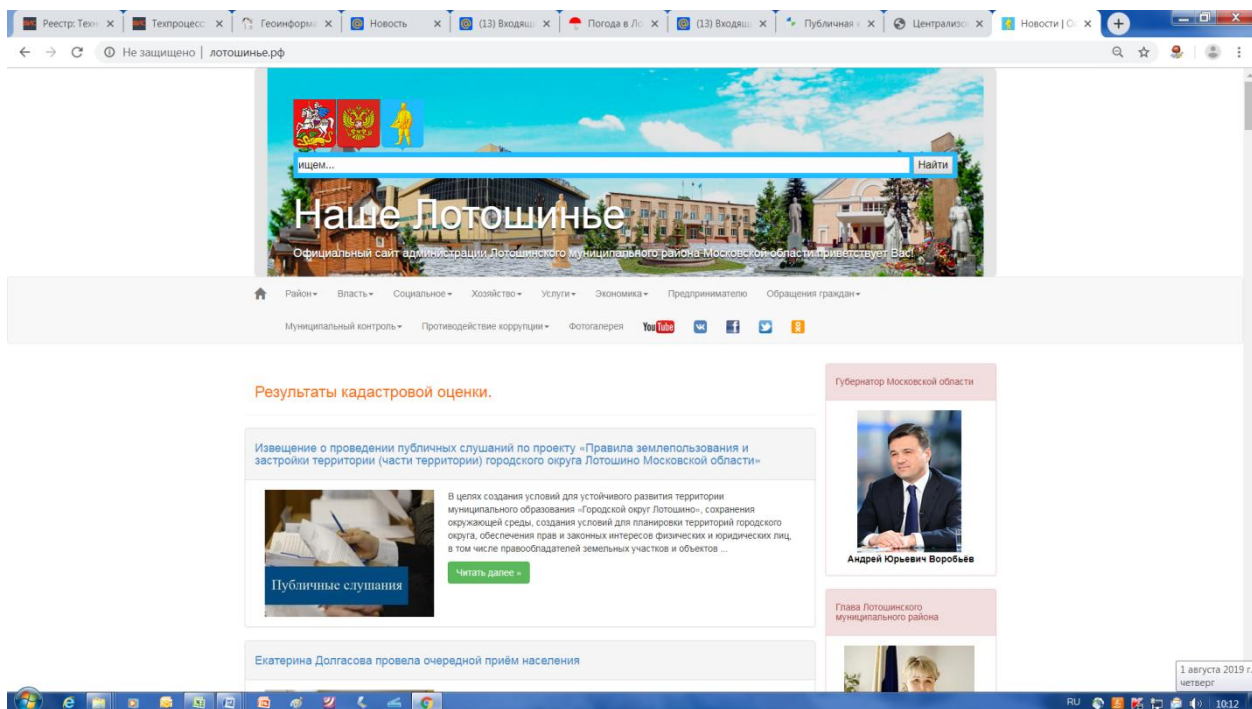 Реестр: Техн
Техпроцесс
Геоинформа
Новость
(13) Входящ
Погода в Ло
(13) Входящ
Публичная
Централизо
Новости | О
Не защищено | лотошинье.рф
ищем...
Найти
Наше Лотошинье
Официальный сайт администрации Лотошинского муниципального района Московской области приветствует Вас!
Район Власть Социальное Хозяйство Услуги Экономика Предпринимателю Обращения граждан
Муниципальный контроль Противодействие коррупции Фотогалерея YouTube
Результаты кадастровой оценки.
Извещение о проведении публичных слушаний по проекту «Правила землепользования и
застройки территории (части территории) городского округа Лотошино Московской области»
Публичные слушания
В целях создания условий для устойчивого развития территории
муниципального образования «Городской округ Лотошино», сохранения
окружающей среды, создания условий для планировки территорий городского
округа, обеспечения прав и законных интересов физических и юридических лиц,
в том числе правообладателей земельных участков и объектов ...
Читать далее »
Екатерина Долгасова провела очередной приём населения
Губернатор Московской области
Андрей Юрьевич Воробьёв
Глава Лотошинского
муниципального района
1 августа 2019 г.
четверг
RU
10:12